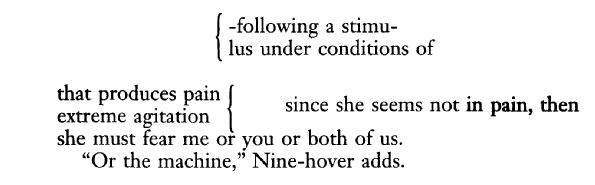 -following a stimu-
lus under conditions of
that produces pain
extreme agitation
since she seems not in pain, then
she must fear me or you or both of us.
"Or the machine," Nine-hover adds.